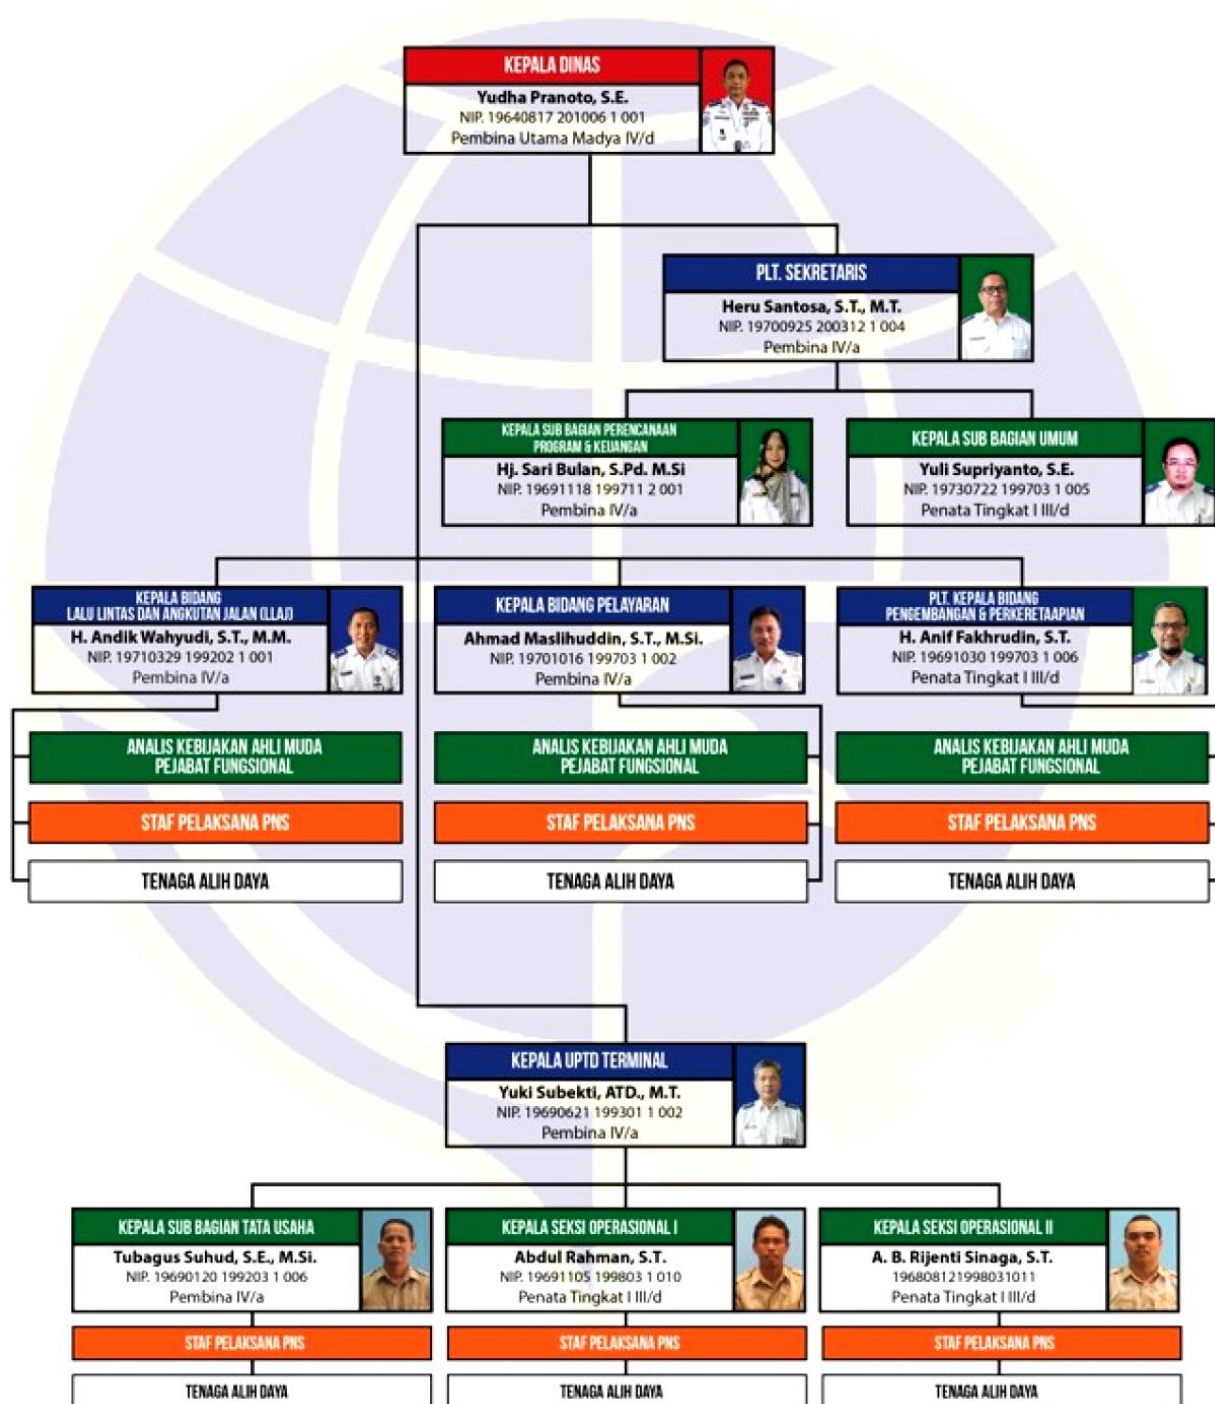 KEPALA DINAS
Yudha Pranoto, S.E.
NIP. 19640817 201006 1 001
Pembina Utama Madya IV/d
PLT. SEKRETARIS
Heru Santosa, S.T., M.T.
NIP. 19700925 200312 1 004
Pembina IV/a
KEPALA SUB BAGIAN PERENCANAAN
PROGRAM & KEUANGAN
Hj. Sari Bulan, S.Pd. M.Si
NIP. 19691118 199711 2 001
Pembina IV/a
KEPALA SUB BAGIAN UMUM
Yuli Supriyanto, S.E.
NIP. 19730722 199703 1 005
Penata Tingkat I III/d
KEPALA BIDANG
LALU LINTAS DAN ANGKUTAN JALAN (LLAJ)
H. Andik Wahyudi, S.T., M.M.
NIP. 19710329 199202 1 001
Pembina IV/a
KEPALA BIDANG PELAYARAN
Ahmad Maslihuddin, S.T., M.Si.
NIP. 19701016 199703 1 002
Pembina IV/a
PLT. KEPALA BIDANG
PENGEMBANGAN & PERKERETAAPIAN
H. Anif Fakhrudin, S.T.
NIP. 19691030 199703 1 006
Penata Tingkat I III/d
ANALIS KEBIJAKAN AHLI MUDA
PEJABAT FUNGSIONAL
STAF PELAKSANA PNS
TENAGA ALIH DAYA
ANALIS KEBIJAKAN AHLI MUDA
PEJABAT FUNGSIONAL
STAF PELAKSANA PNS
TENAGA ALIH DAYA
ANALIS KEBIJAKAN AHLI MUDA
PEJABAT FUNGSIONAL
STAF PELAKSANA PNS
TENAGA ALIH DAYA
KEPALA UPTD TERMINAL
Yuki Subekti, ATD., M.T.
NIP. 19690621 199301 1 002
Pembina IV/a
KEPALA SUB BAGIAN TATA USAHA
Tubagus Suhud, S.E., M.Si.
NIP. 19690120 199203 1 006
Pembina IV/a
STAF PELAKSANA PNS
TENAGA ALIH DAYA
KEPALA SEKSI OPERASIONAL I
Abdul Rahman, S.T.
NIP. 19691105 199803 1 010
Penata Tingkat I III/d
STAF PELAKSANA PNS
TENAGA ALIH DAYA
KEPALA SEKSI OPERASIONAL II
A. B. Rijenti Sinaga, S.T.
196808121998031011
Penata Tingkat I III/d
STAF PELAKSANA PNS
TENAGA ALIH DAYA